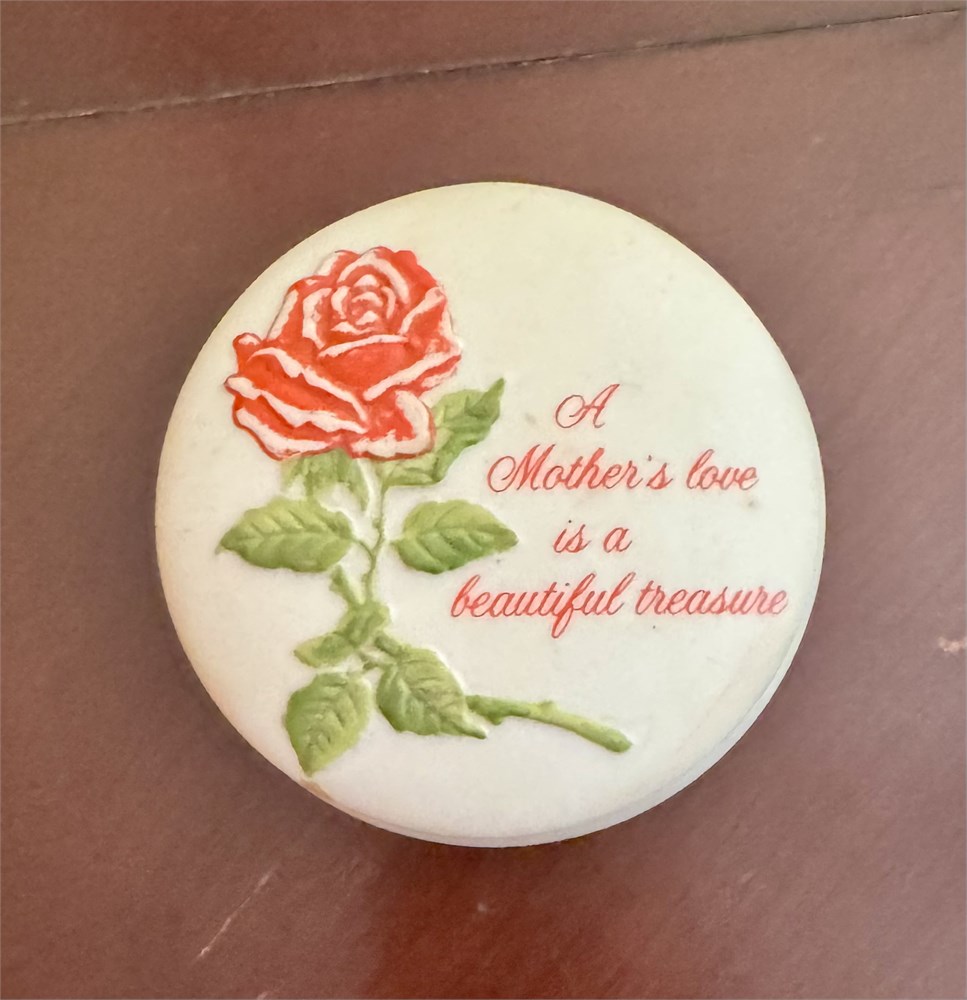 A
Mother's love
is a
beautiful treasure